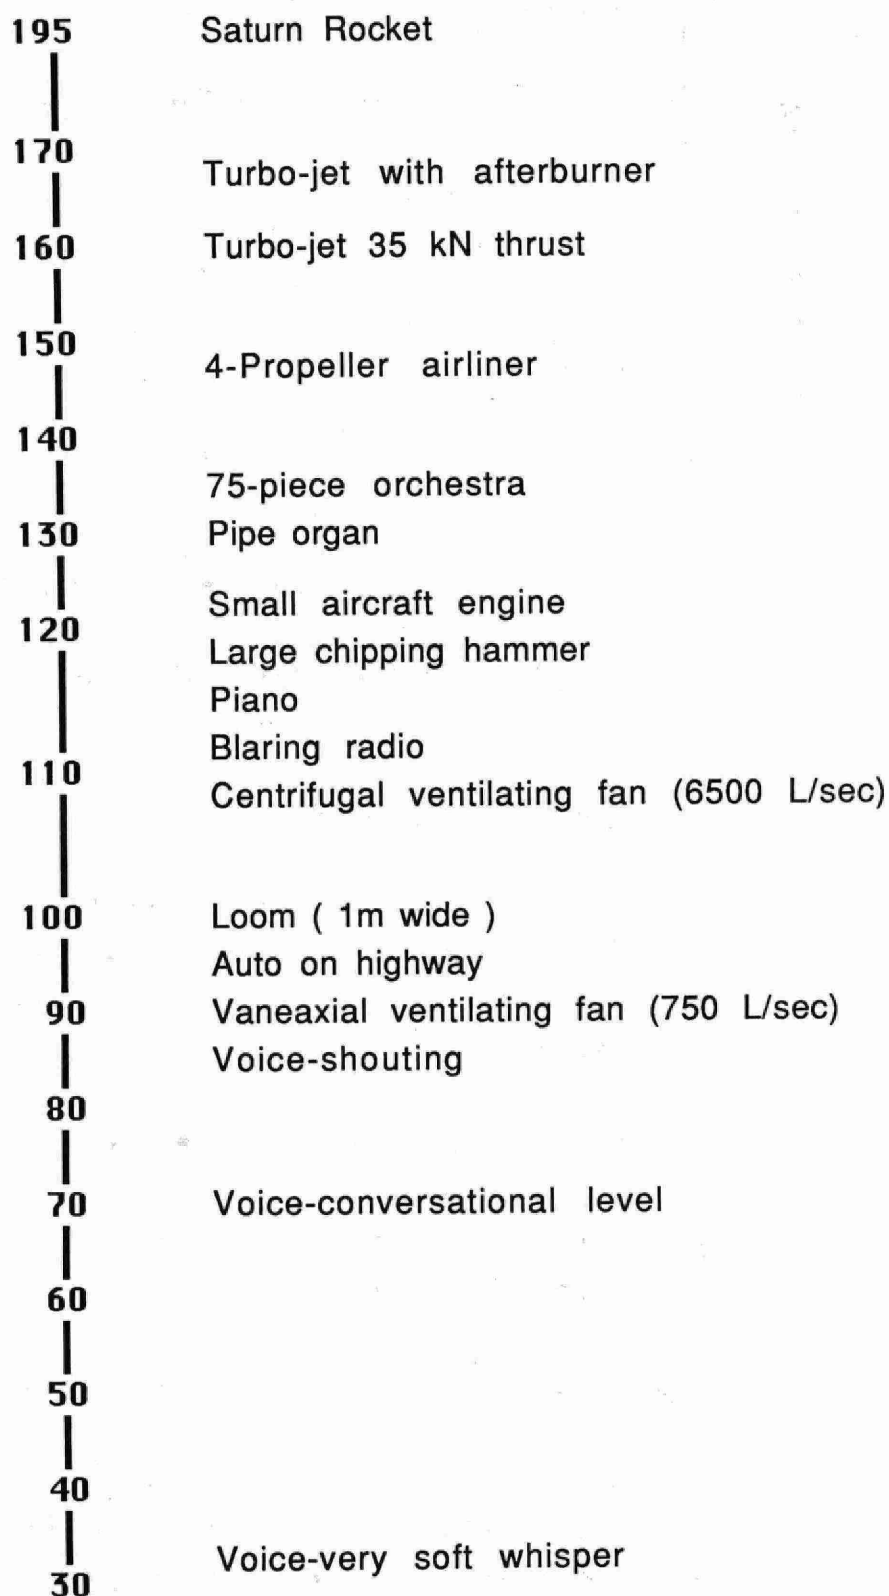 195 Saturn Rocket
170
Turbo-jet with afterburner
160 Turbo-jet 35 kN thrust
150
4-Propeller airliner
140
75-piece orchestra
130 Pipe organ
Small aircraft engine
120
Large chipping hammer
Piano
Blaring radio
110
Centrifugal ventilating fan (6500 L/sec)
100 Loom ( 1m wide )
Auto on highway
90 Vaneaxial ventilating fan (750 L/sec)
Voice-shouting
80
70 Voice-conversational level
60
50
40
Voice-very soft whisper
30